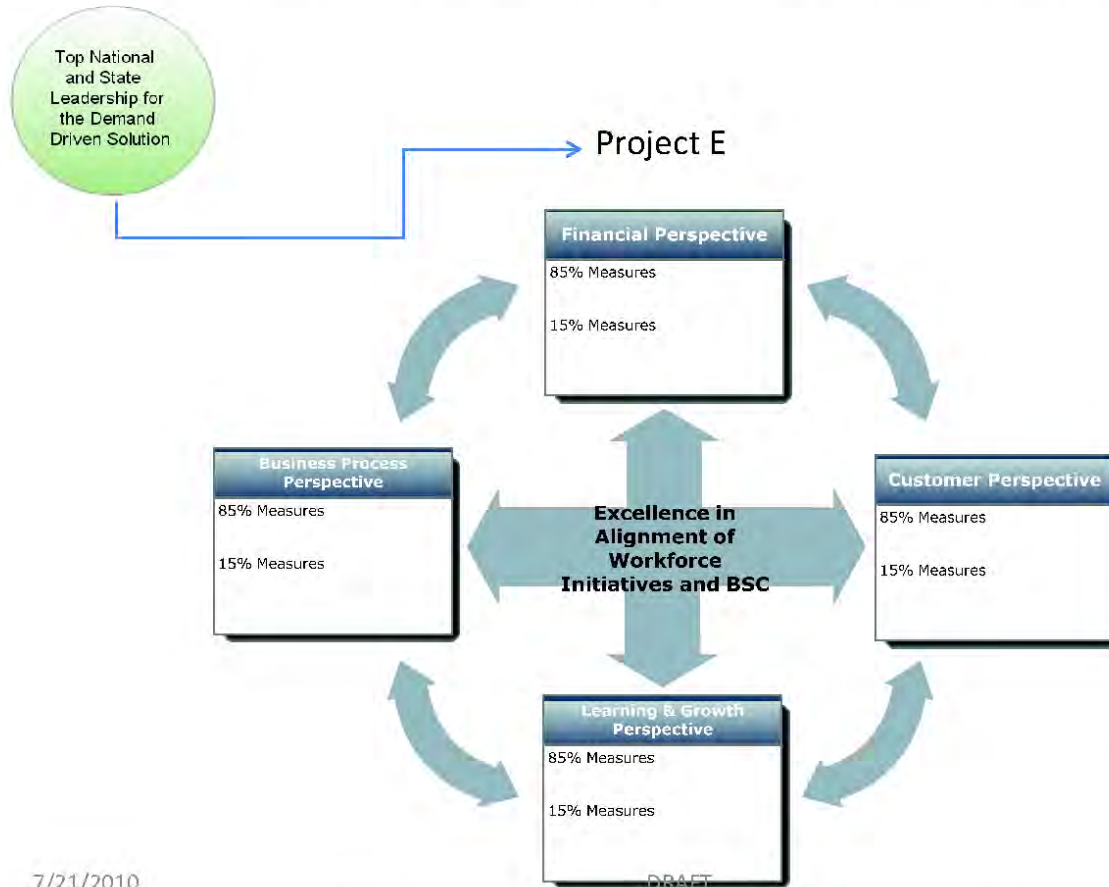 Top National
and State
Leadership for
the Demand
Driven Solution
Project E
Financial Perspective
85% Measures
15% Measures
Business Process
Perspective
85% Measures
15% Measures
Excellence in
Alignment of
Workforce
Initiatives and BSC
Customer Perspective
85% Measures
15% Measures
Learning & Growth
Perspective
85% Measures
15% Measures
7/21/2010
DRAFT